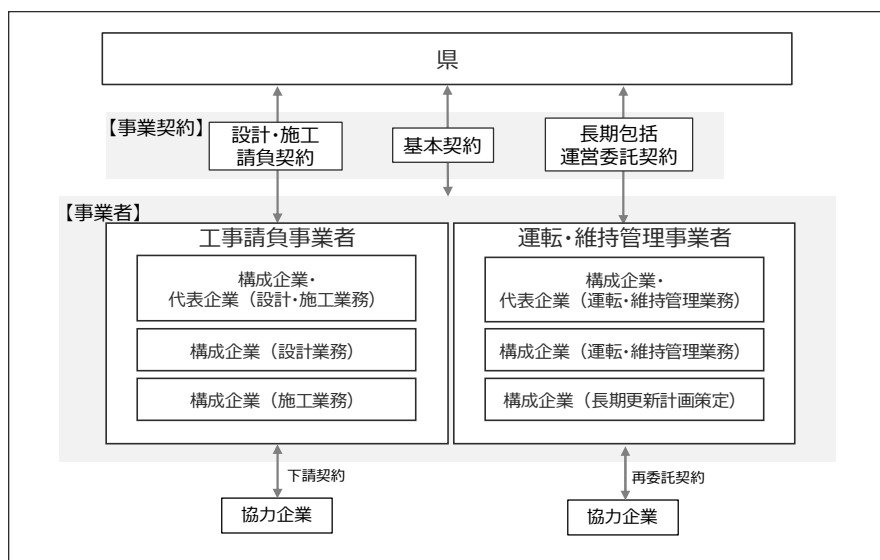 県
【事業契約】
設計・施工
請負契約
基本契約
長期包括
運営委託契約
【事業者】
工事請負事業者
構成企業・
代表企業（設計・施工業務）
構成企業（設計業務）
構成企業（施工業務）
運転・維持管理事業者
構成企業・
代表企業（運転・維持管理業務）
構成企業（運転・維持管理業務）
構成企業（長期更新計画策定）
下請契約
協力企業
再委託契約
協力企業